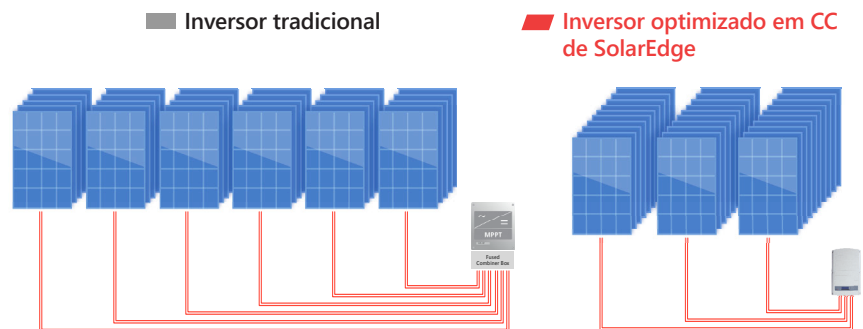 Inversor tradicional
Inversor optimizado em CC
de SolarEdge
MPPT
Fused
Combiner Box